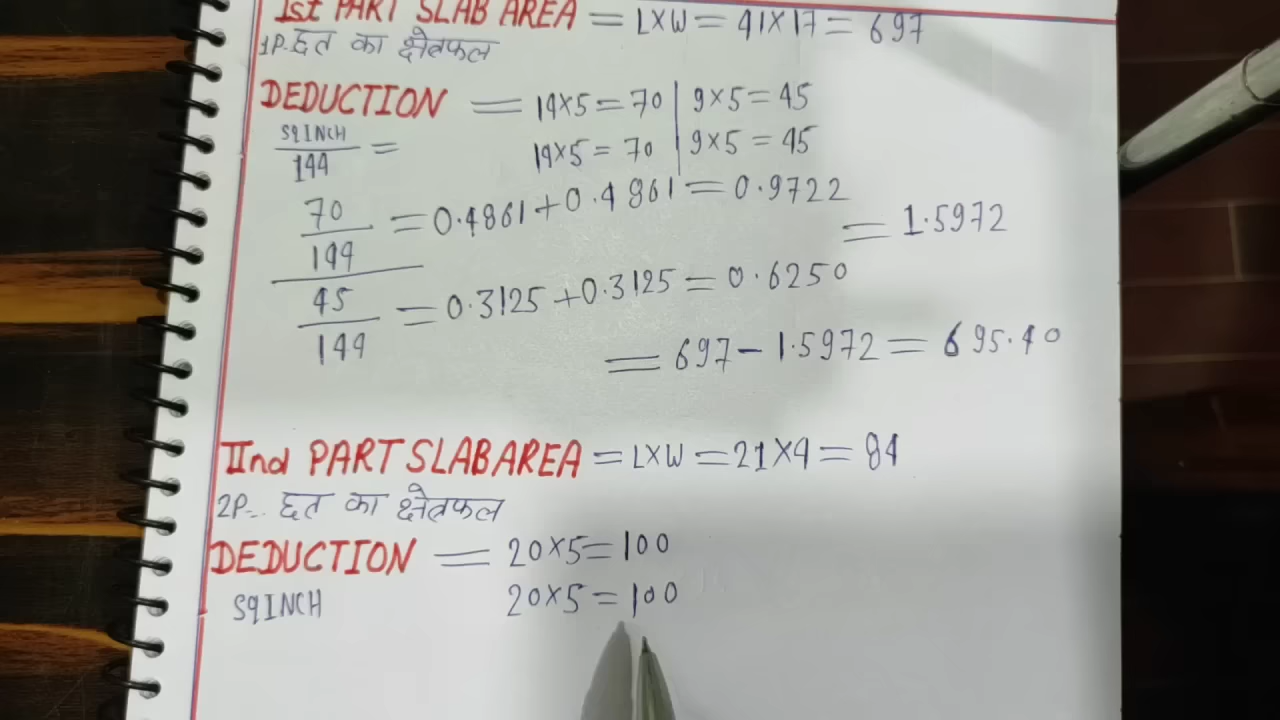 1st PART SLAB AREA = L×W = 41×17 = 697
1P. छत का क्षेत्रफल
DEDUCTION = 14×5 = 70 | 9×5 = 45
SqINCH/144 = 14×5 = 70 | 9×5 = 45
70/144 = 0.4861+0.4861 = 0.9722
= 1.5972
45/144 = 0.3125+0.3125 = 0.6250
= 697-1.5972 = 695.40
IInd PART SLAB AREA = L×W = 21×4 = 84
2P-. छत का क्षेत्रफल
DEDUCTION = 20×5 = 100
SqINCH 20×5 = 100